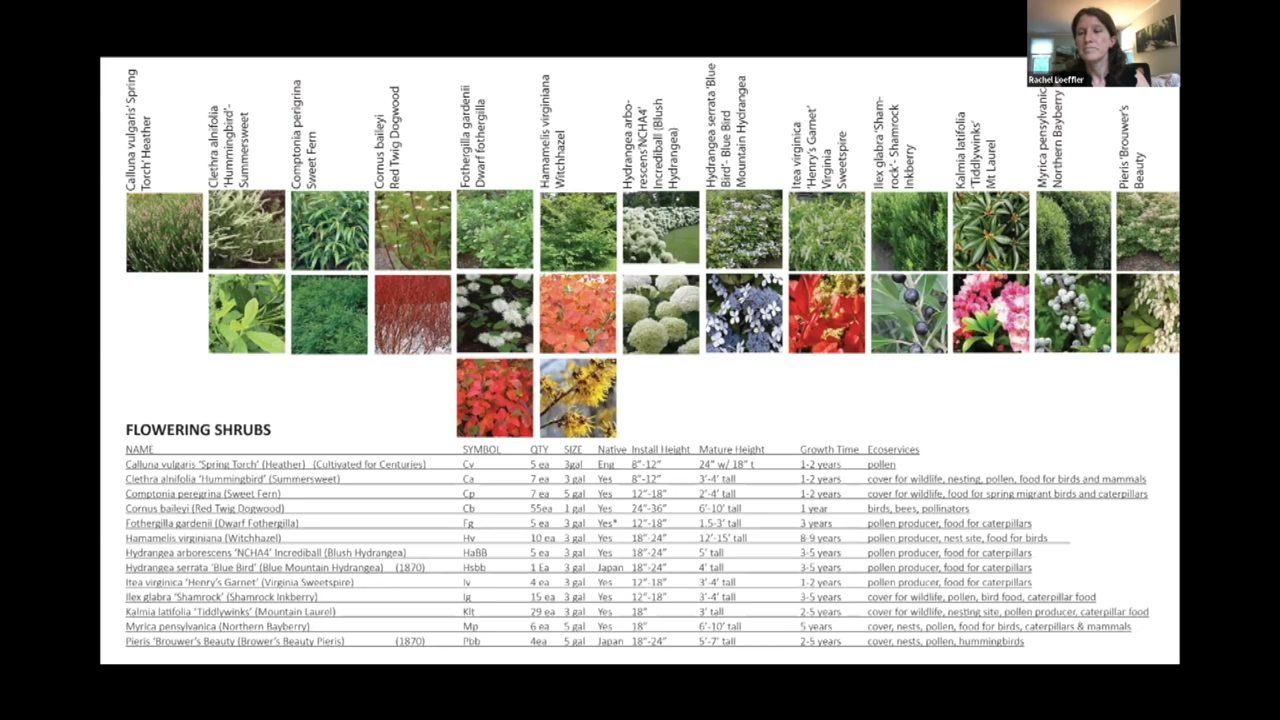 Rachel Loeffler
Calluna vulgaris' Spring
Torch' Heather
Clethra alnifolia
'Hummingbird'-
Summersweet
Comptonia perigrina
Sweet Fern
Cornus baileyi
Red Twig Dogwood
Fothergilla gardenii
Dwarf fothergilla
Hamamelis virginiana
Witchhazel
Hydrangea arbo-
rescens'NCHA4'
Incrediball (Blush
Hydrangea)
Hydrangea serrata 'Blue
Bird'- Blue Bird
Mountain Hydrangea
Itea virginica
'Henry's Garnet'
Virginia
Sweetspire
Ilex glabra 'Sham-
rock'- Shamrock
Inkberry
Kalmia latifolia
'Tiddlywinks'
Mt Laurel
Myrica pensylvanica
Northern Bayberry
Pieris 'Brouwer's
Beauty
FLOWERING SHRUBS
NAME SYMBOL QTY SIZE Native Install Height Mature Height Growth Time Ecoservices
Calluna vulgaris 'Spring Torch' (Heather) (Cultivated for Centuries) Cv 5 ea 3gal Eng 8"-12" 24" w/ 18" t 1-2 years pollen
Clethra alnifolia 'Hummingbird' (Summersweet) Ca 7 ea 3 gal Yes 8"-12" 3'-4' tall 1-2 years cover for wildlife, nesting, pollen, food for birds and mammals
Comptonia peregrina (Sweet Fern) Cp 7 ea 5 gal Yes 12"-18" 2'-4' tall 1-2 years cover for wildlife, food for spring migrant birds and caterpillars
Cornus baileyi (Red Twig Dogwood) Cb 55ea 1 gal Yes 24"-36" 6'-10' tall 1 year birds, bees, pollinators
Fothergilla gardenii (Dwarf Fothergilla) Fg 5 ea 3 gal Yes* 12"-18" 1.5-3' tall 3 years pollen producer, food for caterpillars
Hamamelis virginiana (Witchhazel) Hv 10 ea 3 gal Yes 18"-24" 12'-15' tall 8-9 years pollen producer, nest site, food for birds
Hydrangea arborescens 'NCHA4' Incrediball (Blush Hydrangea) HaBB 5 ea 3 gal Yes 18"-24" 5' tall 3-5 years pollen producer, food for caterpillars
Hydrangea serrata 'Blue Bird' (Blue Mountain Hydrangea) (1870) Hsbb 1 Ea 3 gal Japan 18"-24" 4' tall 3-5 years pollen producer, food for caterpillars
Itea virginica 'Henry's Garnet' (Virginia Sweetspire) Iv 4 ea 3 gal Yes 12"-18" 3'-4' tall 1-2 years pollen producer, food for caterpillars
Ilex glabra 'Shamrock' (Shamrock Inkberry) Ig 15 ea 3 gal Yes 12"-18" 3'-4' tall 3-5 years cover for wildlife, pollen, bird food, caterpillar food
Kalmia latifolia 'Tiddlywinks' (Mountain Laurel) Klt 29 ea 3 gal Yes 18" 3' tall 2-5 years cover for wildlife, nesting site, pollen producer, caterpillar food
Myrica pensylvanica (Northern Bayberry) Mp 6 ea 5 gal Yes 18" 6'-10' tall 5 years cover, nests, pollen, food for birds, caterpillars & mammals
Pieris 'Brouwer's Beauty (Brower's Beauty Pieris) (1870) Pbb 4ea 5 gal Japan 18"-24" 5'-7' tall 2-5 years cover, nests, pollen, hummingbirds